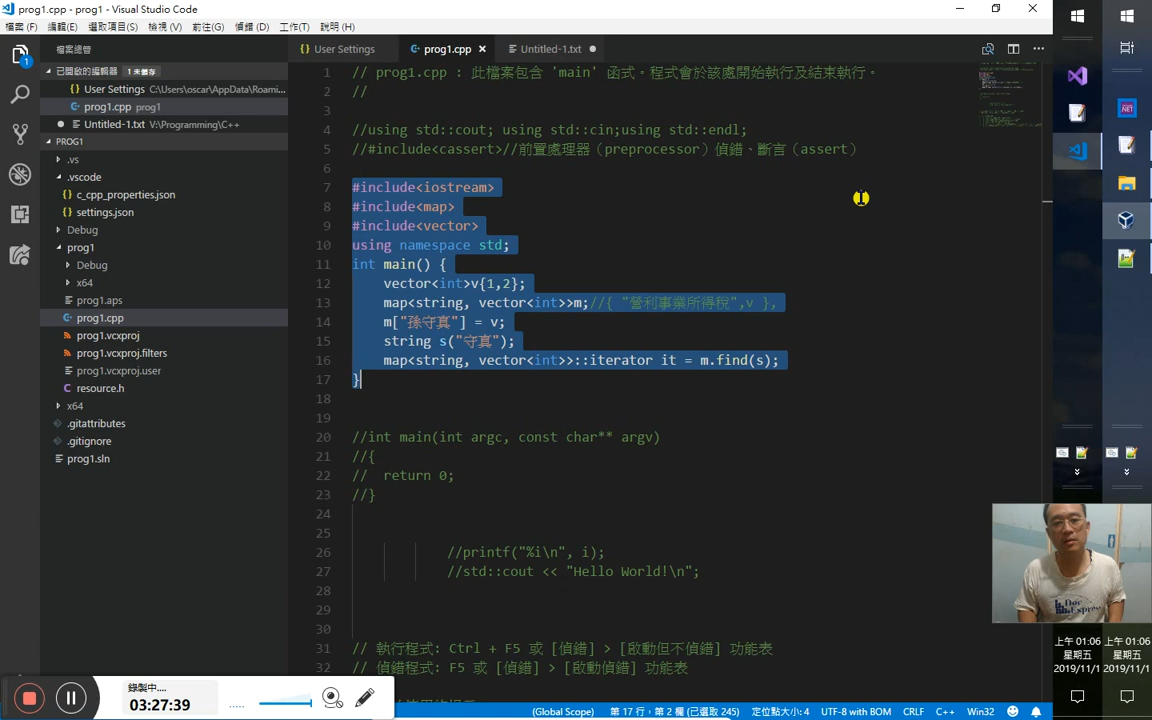 prog1.cpp - prog1 - Visual Studio Code
檔案(F) 編輯(E) 選取項目(S) 檢視(V) 前往(G) 偵錯(D) 工作(T) 說明(H)
檔案總管
已開啟的編輯器 1 未儲存
User Settings C:\Users\oscar\AppData\Roami...
prog1.cpp prog1
Untitled-1.txt V:\Programming\C++
PROG1
.vs
.vscode
c_cpp_properties.json
settings.json
Debug
prog1
Debug
x64
prog1.aps
prog1.cpp
prog1.vcxproj
prog1.vcxproj.filters
prog1.vcxproj.user
resource.h
x64
.gitattributes
.gitignore
prog1.sln
User Settings prog1.cpp Untitled-1.txt
1 // prog1.cpp : 此檔案包含 'main' 函式。程式會於該處開始執行及結束執行。
2 //
3
4 //using std::cout; using std::cin;using std::endl;
5 //#include<cassert>//前置處理器（preprocessor）偵錯、斷言（assert）
6
7 #include<iostream>
8 #include<map>
9 #include<vector>
10 using namespace std;
11 int main() {
12 vector<int>v{1,2};
13 map<string, vector<int>>m;//{ "營利事業所得稅",v },
14 m["孫守真"] = v;
15 string s("守真");
16 map<string, vector<int>>::iterator it = m.find(s);
17 }
18
19
20 //int main(int argc, const char** argv)
21 //{
22 // return 0;
23 //}
24
25
26 //printf("%i\n", i);
27 //std::cout << "Hello World!\n";
28
29
30
31 // 執行程式: Ctrl + F5 或 [偵錯] > [啟動但不偵錯] 功能表
32 // 偵錯程式: F5 或 [偵錯] > [啟動偵錯] 功能表
錄製中....
03:27:39
(Global Scope) 第 17 行，第 2 欄 (已選取 245) 定位點大小: 4 UTF-8 with BOM CRLF C++ Win32
.NET
上午 01:06 上午 01:06
星期五 星期五
2019/11/1 2019/11/1